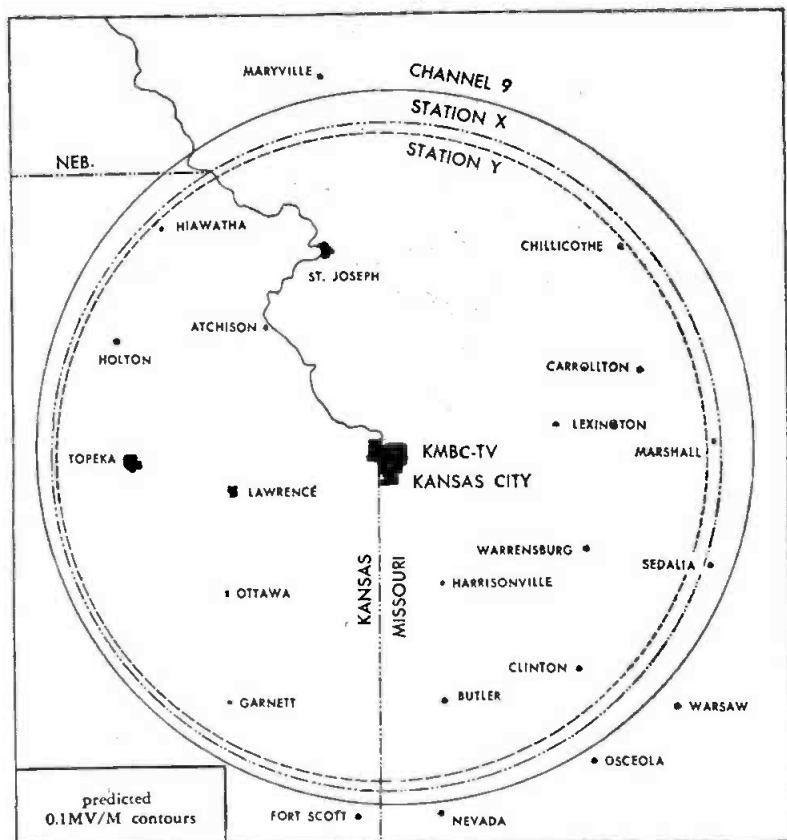 MARYVILLE
CHANNEL 9
STATION X
STATION Y
NEB.
HIAWATHA
CHILLICOTHE
ST. JOSEPH
ATCHISON
HOLTON
CARROLLTON
LEXINGTON
KMBC-TV
MARSHALL
TOPEKA
KANSAS CITY
LAWRENCE
WARRENSBURG
KANSAS
MISSOURI
SEDALIA
HARRISONVILLE
OTTAWA
CLINTON
GARNETT
BUTLER
WARSAW
OSCEOLA
predicted
0.1MV/M contours
FORT SCOTT
NEVADA